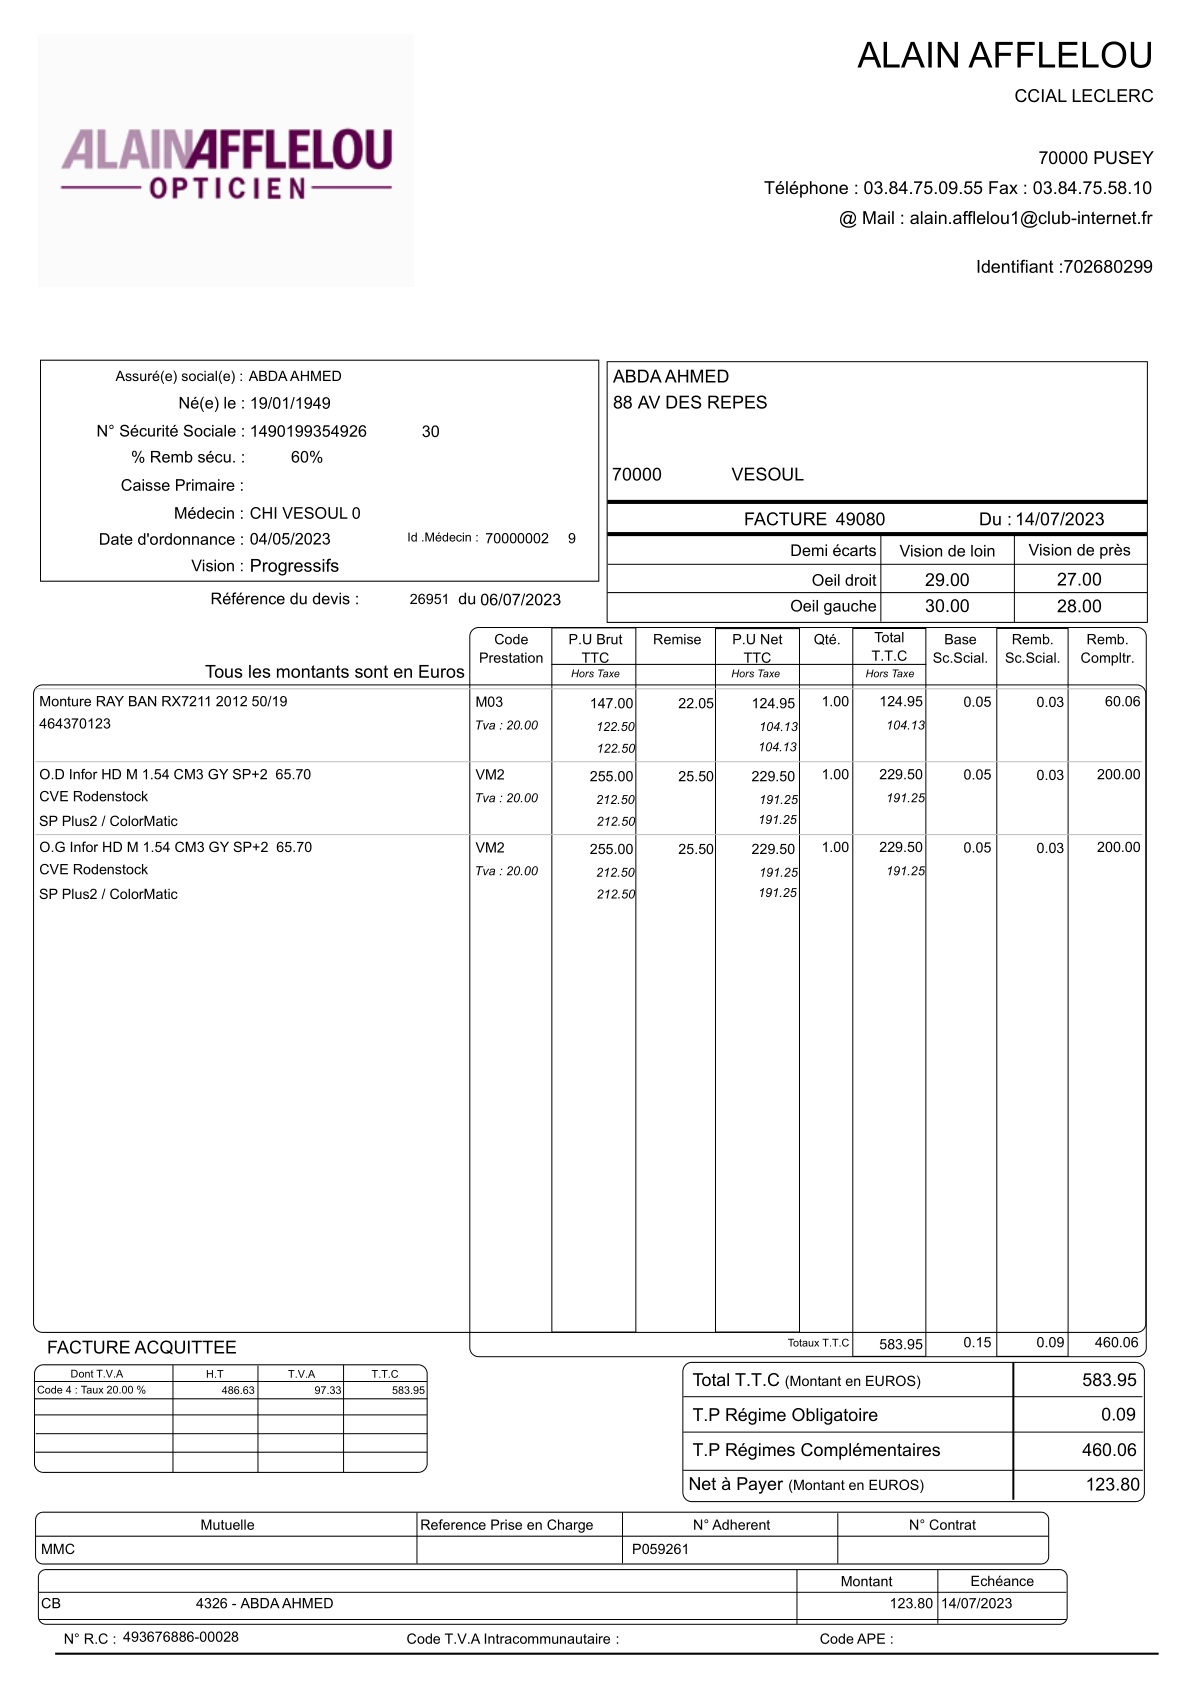 ALAIN AFFLELOU
OPTICIEN
ALAIN AFFLELOU
CCIAL LECLERC
70000 PUSEY
Téléphone : 03.84.75.09.55 Fax : 03.84.75.58.10
@ Mail : alain.afflelou1@club-internet.fr
Identifiant :702680299
Assuré(e) social(e) : ABDA AHMED
Né(e) le : 19/01/1949
N° Sécurité Sociale : 1490199354926 30
% Remb sécu. : 60%
Caisse Primaire :
Médecin : CHI VESOUL 0
Date d'ordonnance : 04/05/2023 Id .Médecin : 70000002 9
Vision : Progressifs
Référence du devis : 26951 du 06/07/2023
ABDA AHMED
88 AV DES REPES
70000 VESOUL
FACTURE 49080 Du : 14/07/2023
Demi écarts Vision de loin Vision de près
Oeil droit 29.00 27.00
Oeil gauche 30.00 28.00
Tous les montants sont en Euros
Code Prestation P.U Brut TTC Hors Taxe Remise P.U Net TTC Hors Taxe Qté. Total T.T.C Hors Taxe Base Sc.Scial. Remb. Sc.Scial. Remb. Compltr.
Monture RAY BAN RX7211 2012 50/19 M03 147.00 22.05 124.95 1.00 124.95 0.05 0.03 60.06
464370123 Tva : 20.00 122.50 104.13 104.13
122.50 104.13
O.D Infor HD M 1.54 CM3 GY SP+2 65.70 VM2 255.00 25.50 229.50 1.00 229.50 0.05 0.03 200.00
CVE Rodenstock Tva : 20.00 212.50 191.25 191.25
SP Plus2 / ColorMatic 212.50 191.25
O.G Infor HD M 1.54 CM3 GY SP+2 65.70 VM2 255.00 25.50 229.50 1.00 229.50 0.05 0.03 200.00
CVE Rodenstock Tva : 20.00 212.50 191.25 191.25
SP Plus2 / ColorMatic 212.50 191.25
Totaux T.T.C 583.95 0.15 0.09 460.06
FACTURE ACQUITTEE
Dont T.V.A H.T T.V.A T.T.C
Code 4 : Taux 20.00 % 486.63 97.33 583.95
Total T.T.C (Montant en EUROS) 583.95
T.P Régime Obligatoire 0.09
T.P Régimes Complémentaires 460.06
Net à Payer (Montant en EUROS) 123.80
Mutuelle Reference Prise en Charge N° Adherent N° Contrat
MMC P059261
Montant Echéance
CB 4326 - ABDA AHMED 123.80 14/07/2023
N° R.C : 493676886-00028 Code T.V.A Intracommunautaire : Code APE :